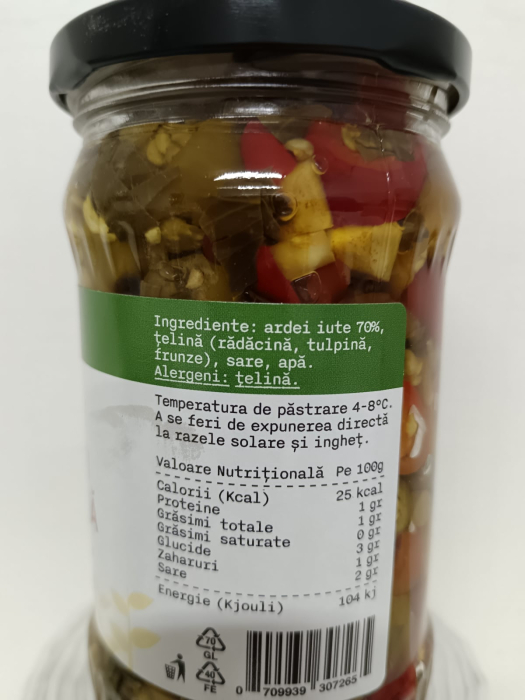 Ingrediente: ardei iute 70%,
țelină (rădăcină, tulpină,
frunze), sare, apă.
Alergeni: țelină.
Temperatura de păstrare 4-8ºC.
A se feri de expunerea directă
la razele solare și ingheț.
Valoare Nutrițională Pe 100g
Calorii (Kcal) 25 kcal
Proteine 1 gr
Grăsimi totale 1 gr
Grăsimi saturate 0 gr
Glucide 3 gr
Zaharuri 1 gr
Sare 2 gr
Energie (Kjouli) 104 kj
70
GL
40
FE
0 709939 307265